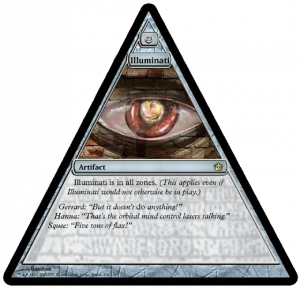 Illuminati
Artifact
Illuminati is in all zones. (This applies even if
Illuminati would not otherwise be in play.)
Gerrard: "But it doesn't do anything!"
Hanna: "That's the orbital mind control lasers talking."
Squee: "Five tons of flax!"